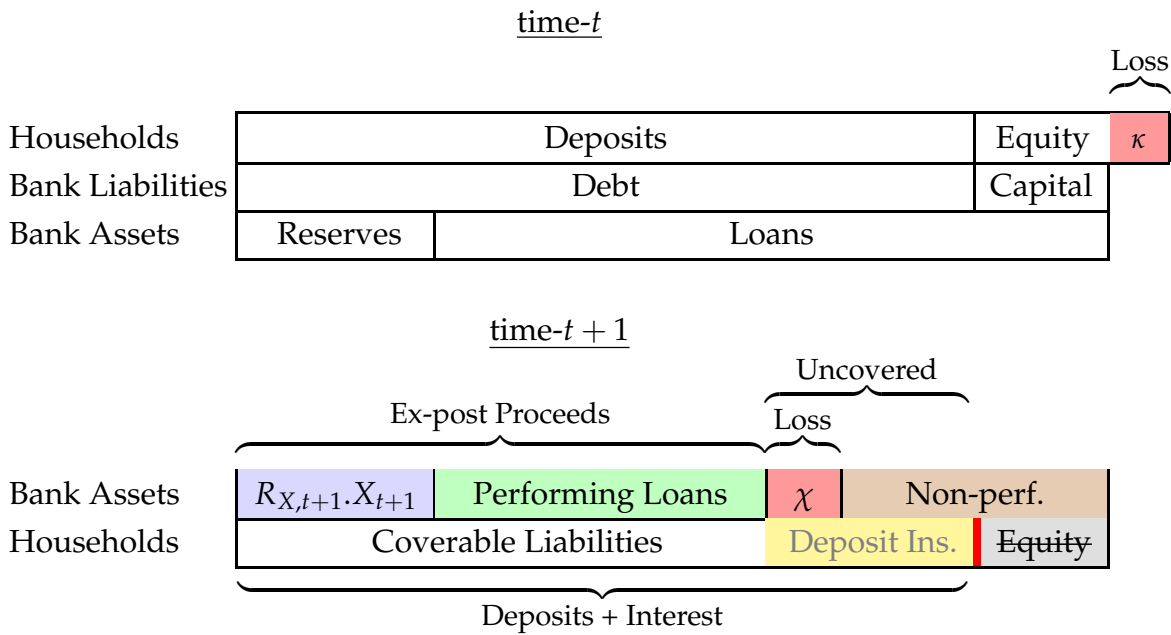 time-t
Loss
Households Deposits Equity κ
Bank Liabilities Debt Capital
Bank Assets Reserves Loans
time-t + 1
Uncovered
Ex-post Proceeds Loss
Bank Assets R_{X,t+1}.X_{t+1} Performing Loans χ Non-perf.
Households Coverable Liabilities Deposit Ins. Equity
Deposits + Interest